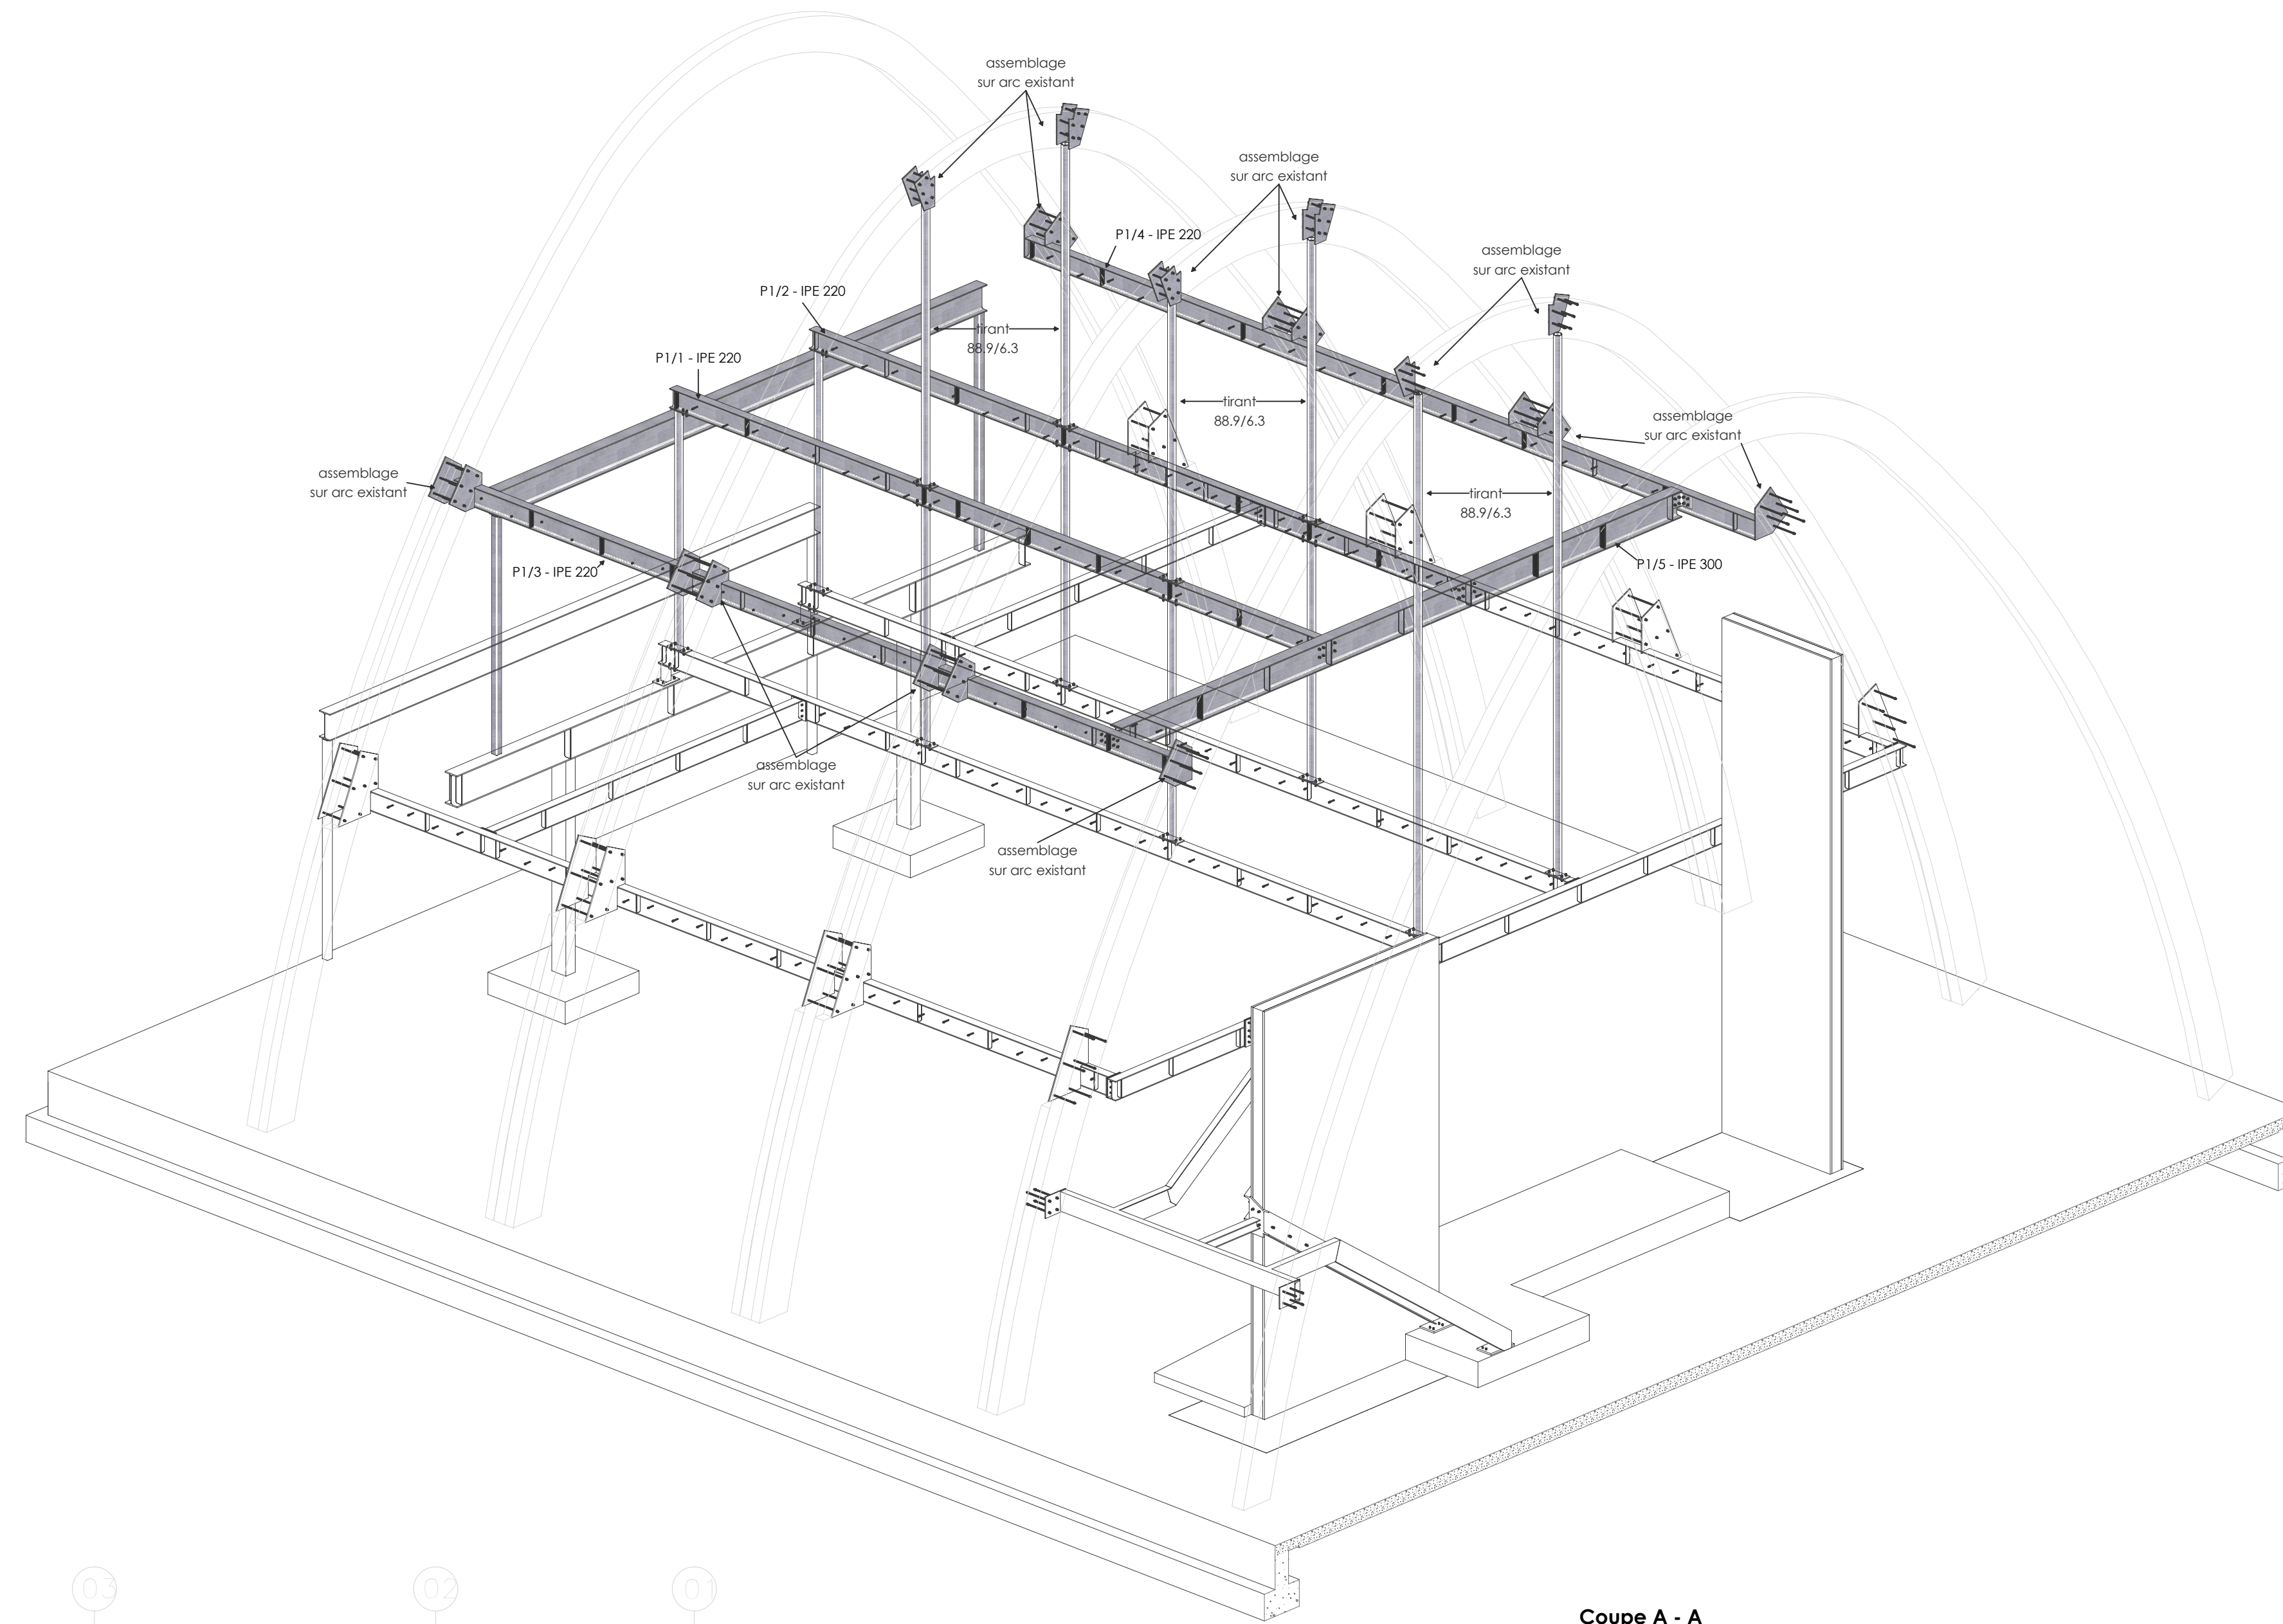 assemblage
sur arc existant
assemblage
sur arc existant
P1/4 - IPE 220
assemblage
sur arc existant
P1/2 - IPE 220
tirant
88.9/6.3
P1/1 - IPE 220
tirant
88.9/6.3
assemblage
sur arc existant
assemblage
sur arc existant
tirant
88.9/6.3
P1/3 - IPE 220
P1/5 - IPE 300
assemblage
sur arc existant
assemblage
sur arc existant
03
02
01
Coupe A - A